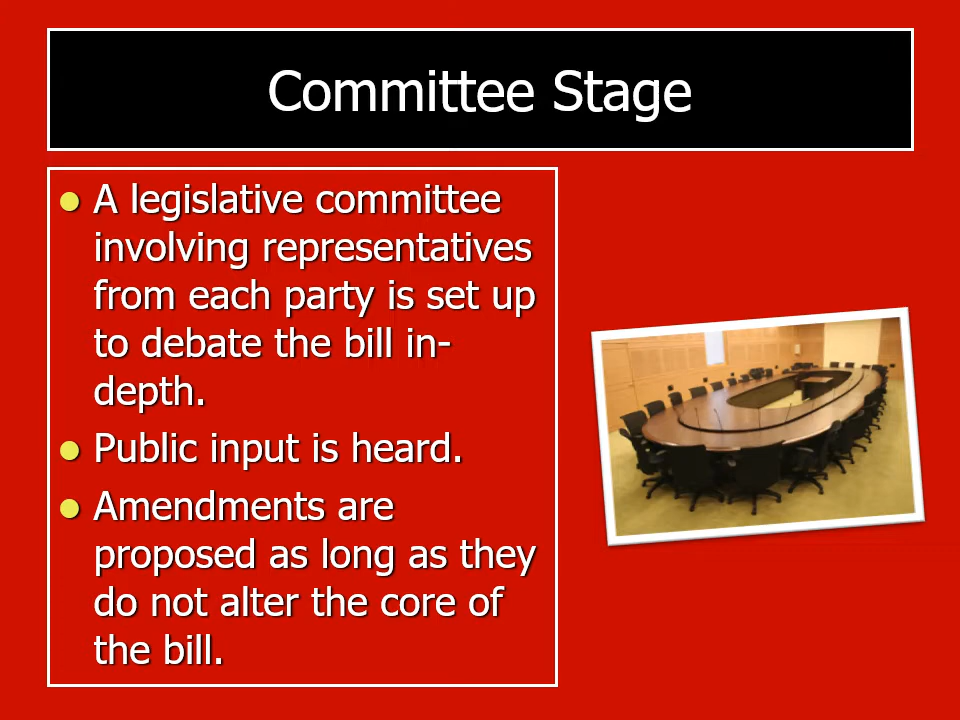 Committee Stage
A legislative committee
involving representatives
from each party is set up
to debate the bill in-
depth.
Public input is heard.
Amendments are
proposed as long as they
do not alter the core of
the bill.